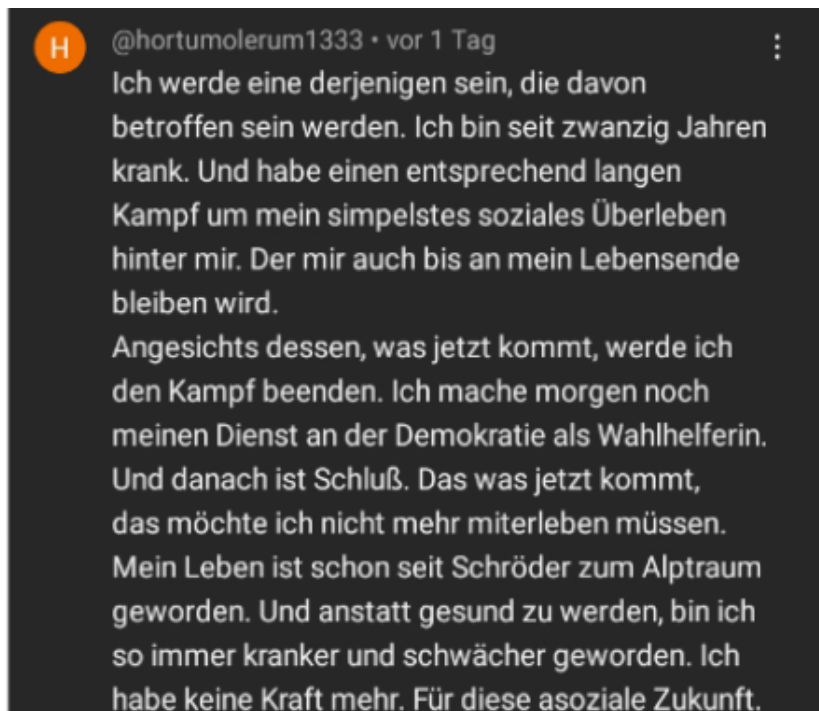 H
@hortumolerum1333 • vor 1 Tag
Ich werde eine derjenigen sein, die davon
betroffen sein werden. Ich bin seit zwanzig Jahren
krank. Und habe einen entsprechend langen
Kampf um mein simpelstes soziales Überleben
hinter mir. Der mir auch bis an mein Lebensende
bleiben wird.
Angesichts dessen, was jetzt kommt, werde ich
den Kampf beenden. Ich mache morgen noch
meinen Dienst an der Demokratie als Wahlhelferin.
Und danach ist Schluß. Das was jetzt kommt,
das möchte ich nicht mehr miterleben müssen.
Mein Leben ist schon seit Schröder zum Alptraum
geworden. Und anstatt gesund zu werden, bin ich
so immer kranker und schwächer geworden. Ich
habe keine Kraft mehr. Für diese asoziale Zukunft.